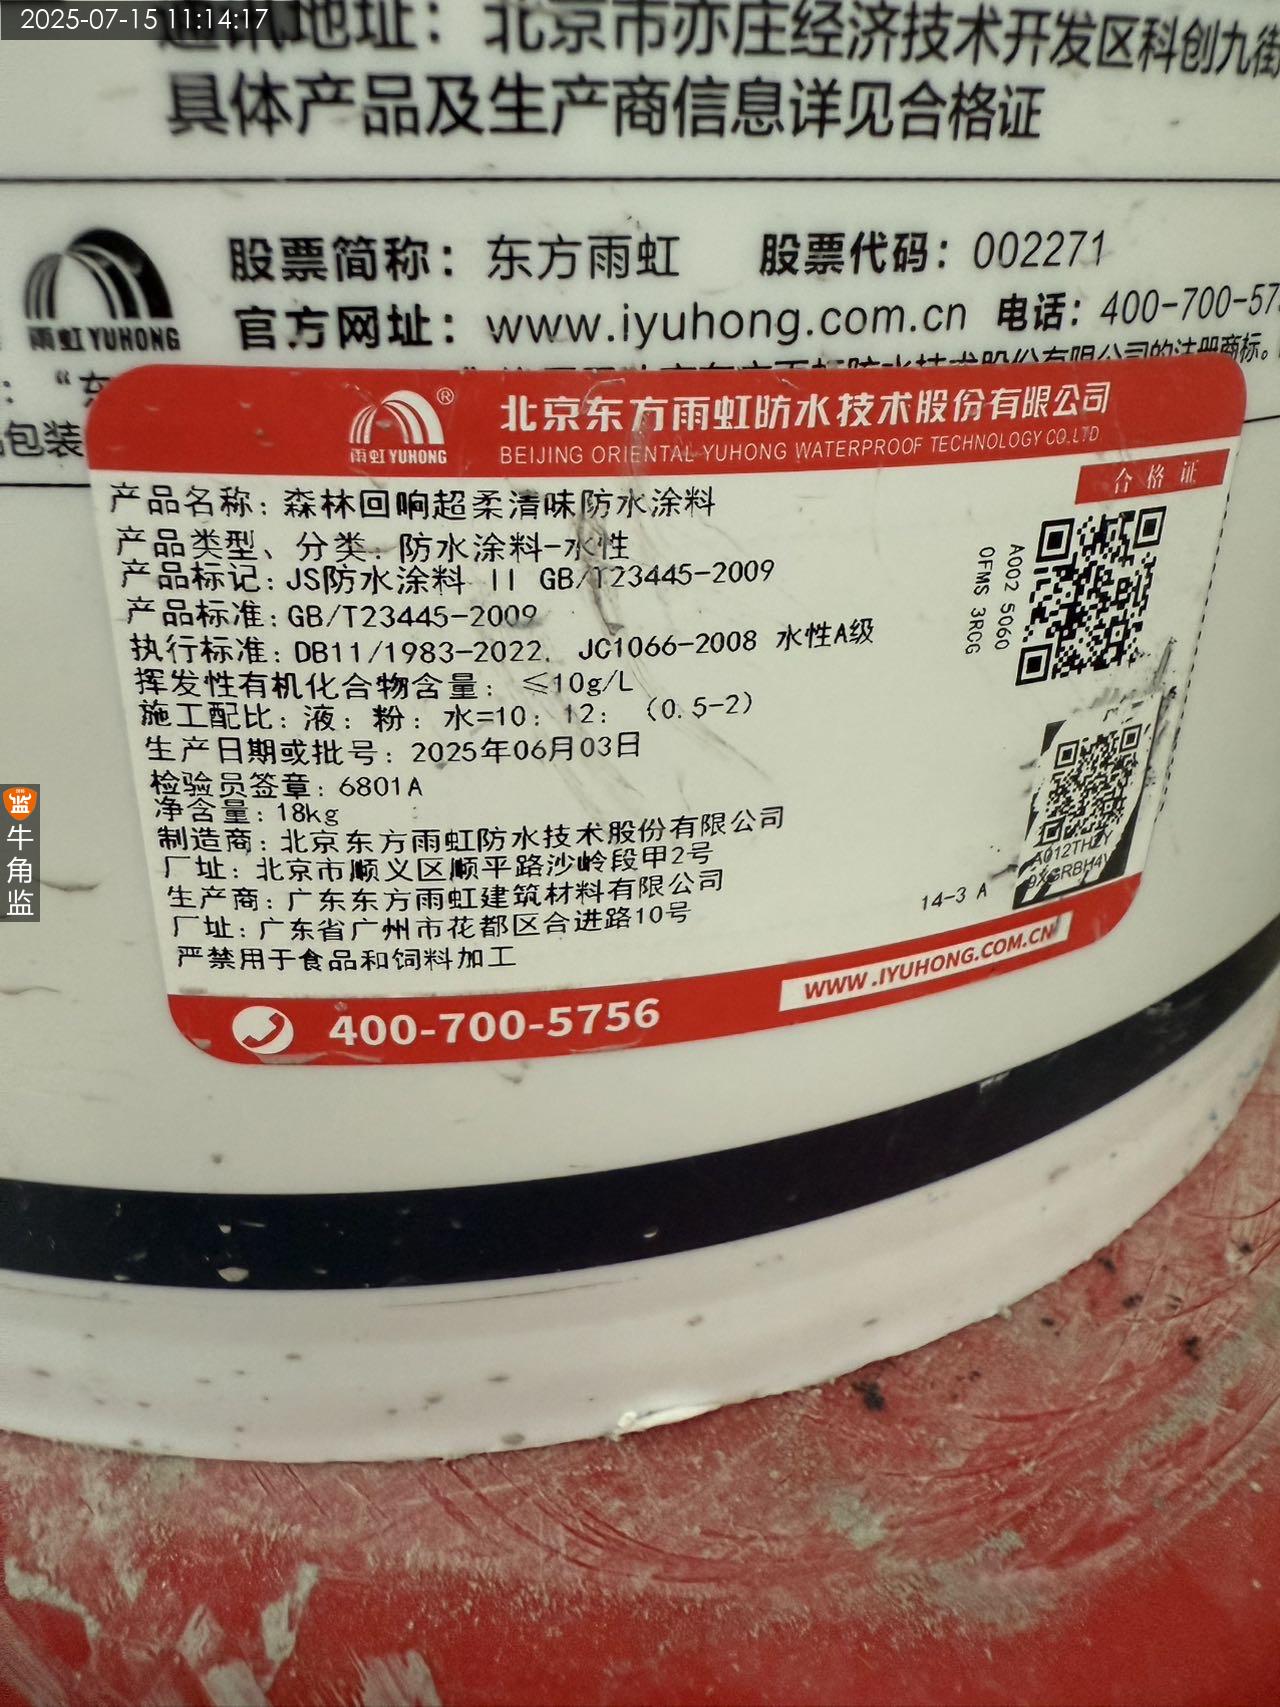 2025-07-15 11:14:17
通讯地址：北京市亦庄经济技术开发区科创九街
具体产品及生产商信息详见合格证
雨虹 YUHONG
股票简称：东方雨虹 股票代码：002271
官方网址：www.iyuhong.com.cn 电话：400-700-57
包装
雨虹 YUHONG ®
北京东方雨虹防水技术股份有限公司
BEIJING ORIENTAL YUHONG WATERPROOF TECHNOLOGY CO.LTD
合格证
产品名称：森林回响超柔清味防水涂料
产品类型、分类：防水涂料-水性
产品标记：JS防水涂料 II GB/T23445-2009
产品标准：GB/T23445-2009
执行标准：DB11/1983-2022、JC1066-2008 水性A级
挥发性有机化合物含量：≤10g/L
施工配比：液：粉：水=10：12：（0.5-2）
生产日期或批号：2025年06月03日
检验员签章：6801A
净含量：18kg
制造商：北京东方雨虹防水技术股份有限公司
厂址：北京市顺义区顺平路沙岭段甲2号
生产商：广东东方雨虹建筑材料有限公司
厂址：广东省广州市花都区合进路10号
严禁用于食品和饲料加工
A002 5060
0FMS 3RCG
14-3 A
400-700-5756
WWW.IYUHONG.COM.CN
牛角监